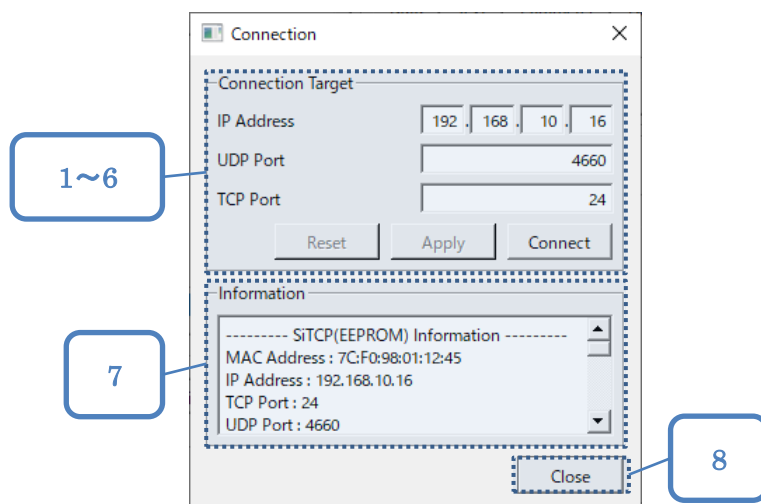 Connection
Connection Target
IP Address 192 . 168 . 10 . 16
UDP Port 4660
TCP Port 24
Reset Apply Connect
1～6
Information
--------- SiTCP(EEPROM) Information ---------
MAC Address : 7C:F0:98:01:12:45
IP Address : 192.168.10.16
TCP Port : 24
UDP Port : 4660
7
Close
8